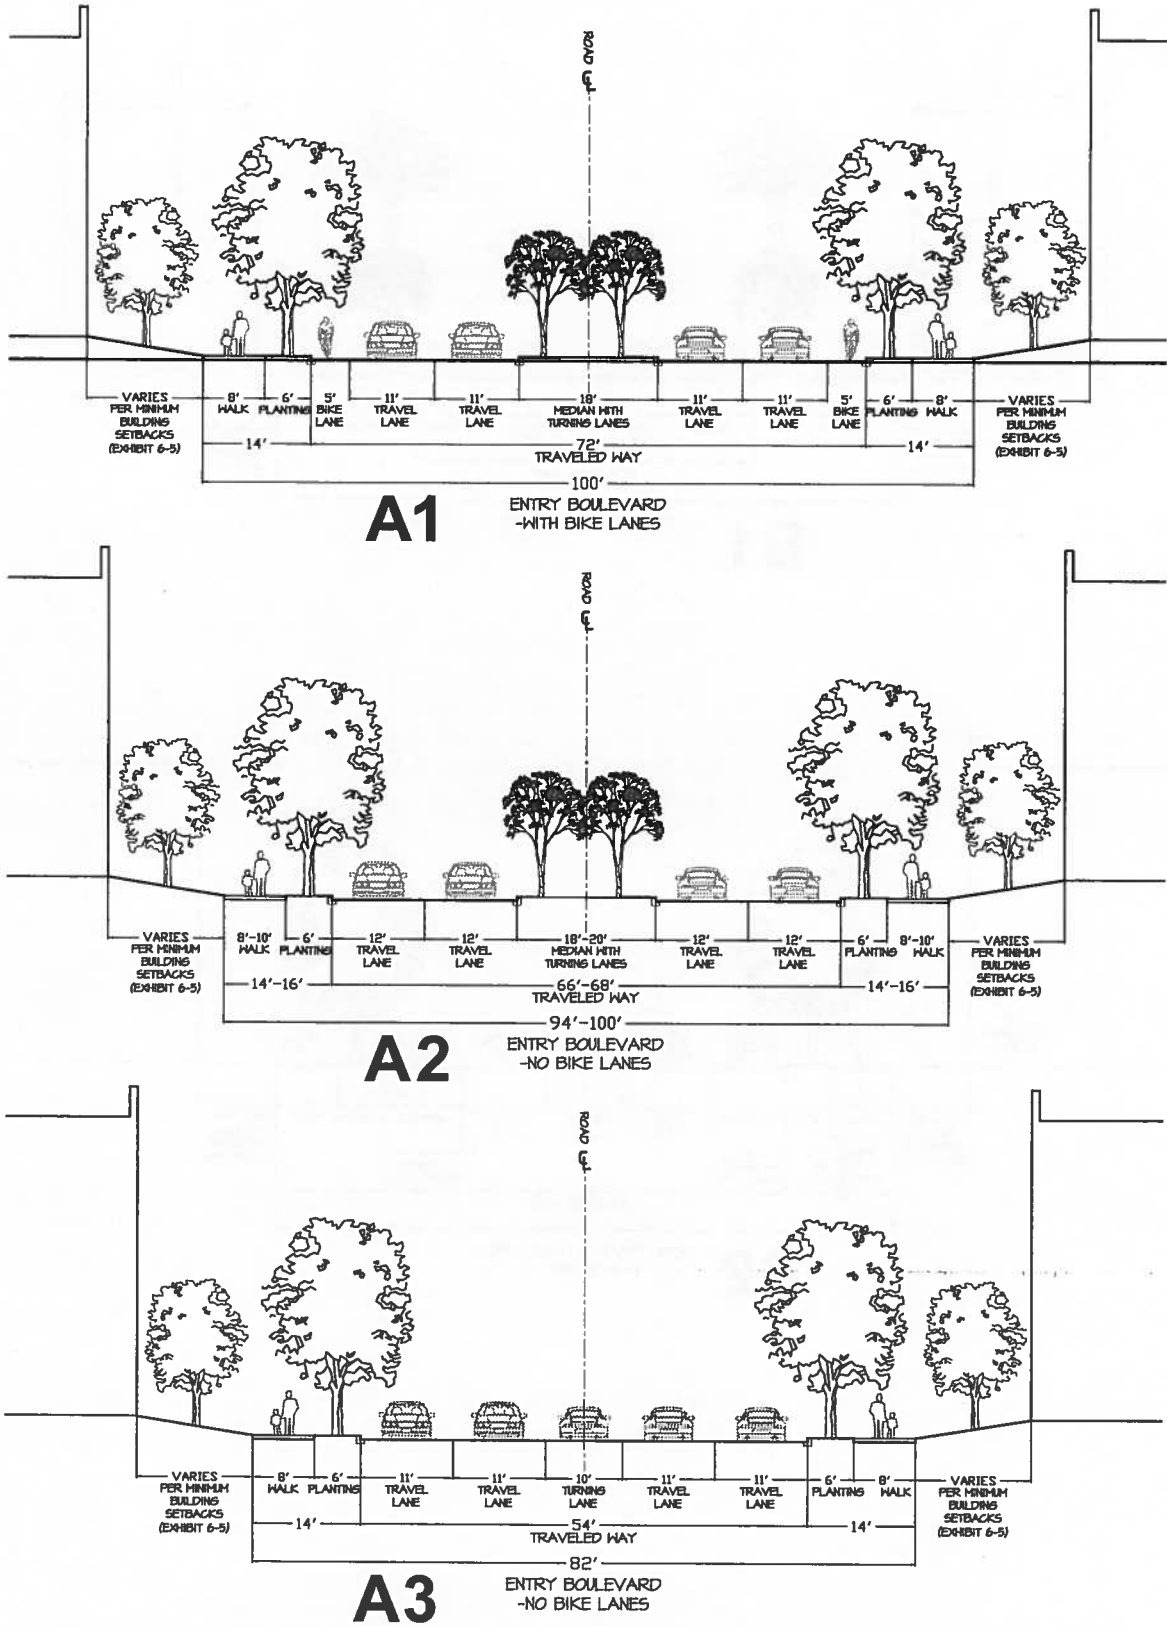 ROAD ℄
VARIES
PER MINIMUM
BUILDING
SETBACKS
(EXHIBIT 6-5)
8'
WALK
6'
PLANTING
5'
BIKE
LANE
11'
TRAVEL
LANE
11'
TRAVEL
LANE
18'
MEDIAN WITH
TURNING LANES
11'
TRAVEL
LANE
11'
TRAVEL
LANE
5'
BIKE
LANE
6'
PLANTING
8'
WALK
VARIES
PER MINIMUM
BUILDING
SETBACKS
(EXHIBIT 6-5)
14'
72'
TRAVELED WAY
14'
100'
A1
ENTRY BOULEVARD
-WITH BIKE LANES
ROAD ℄
VARIES
PER MINIMUM
BUILDING
SETBACKS
(EXHIBIT 6-5)
8'-10'
WALK
6'
PLANTING
12'
TRAVEL
LANE
12'
TRAVEL
LANE
18'-20'
MEDIAN WITH
TURNING LANES
12'
TRAVEL
LANE
12'
TRAVEL
LANE
6'
PLANTING
8'-10'
WALK
VARIES
PER MINIMUM
BUILDING
SETBACKS
(EXHIBIT 6-5)
14'-16'
66'-68'
TRAVELED WAY
14'-16'
94'-100'
A2
ENTRY BOULEVARD
-NO BIKE LANES
ROAD ℄
VARIES
PER MINIMUM
BUILDING
SETBACKS
(EXHIBIT 6-5)
8'
WALK
6'
PLANTING
11'
TRAVEL
LANE
11'
TRAVEL
LANE
10'
TURNING
LANE
11'
TRAVEL
LANE
11'
TRAVEL
LANE
6'
PLANTING
8'
WALK
VARIES
PER MINIMUM
BUILDING
SETBACKS
(EXHIBIT 6-5)
14'
54'
TRAVELED WAY
14'
82'
A3
ENTRY BOULEVARD
-NO BIKE LANES